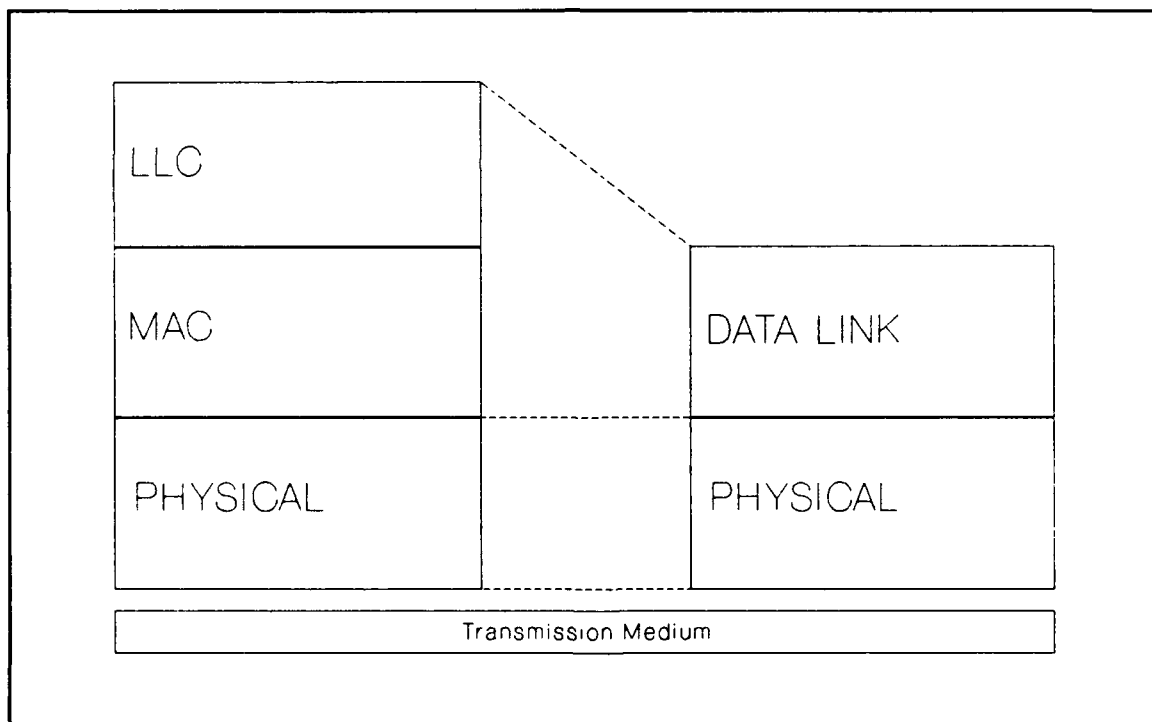 LLC
MAC
PHYSICAL
DATA LINK
PHYSICAL
Transmission Medium